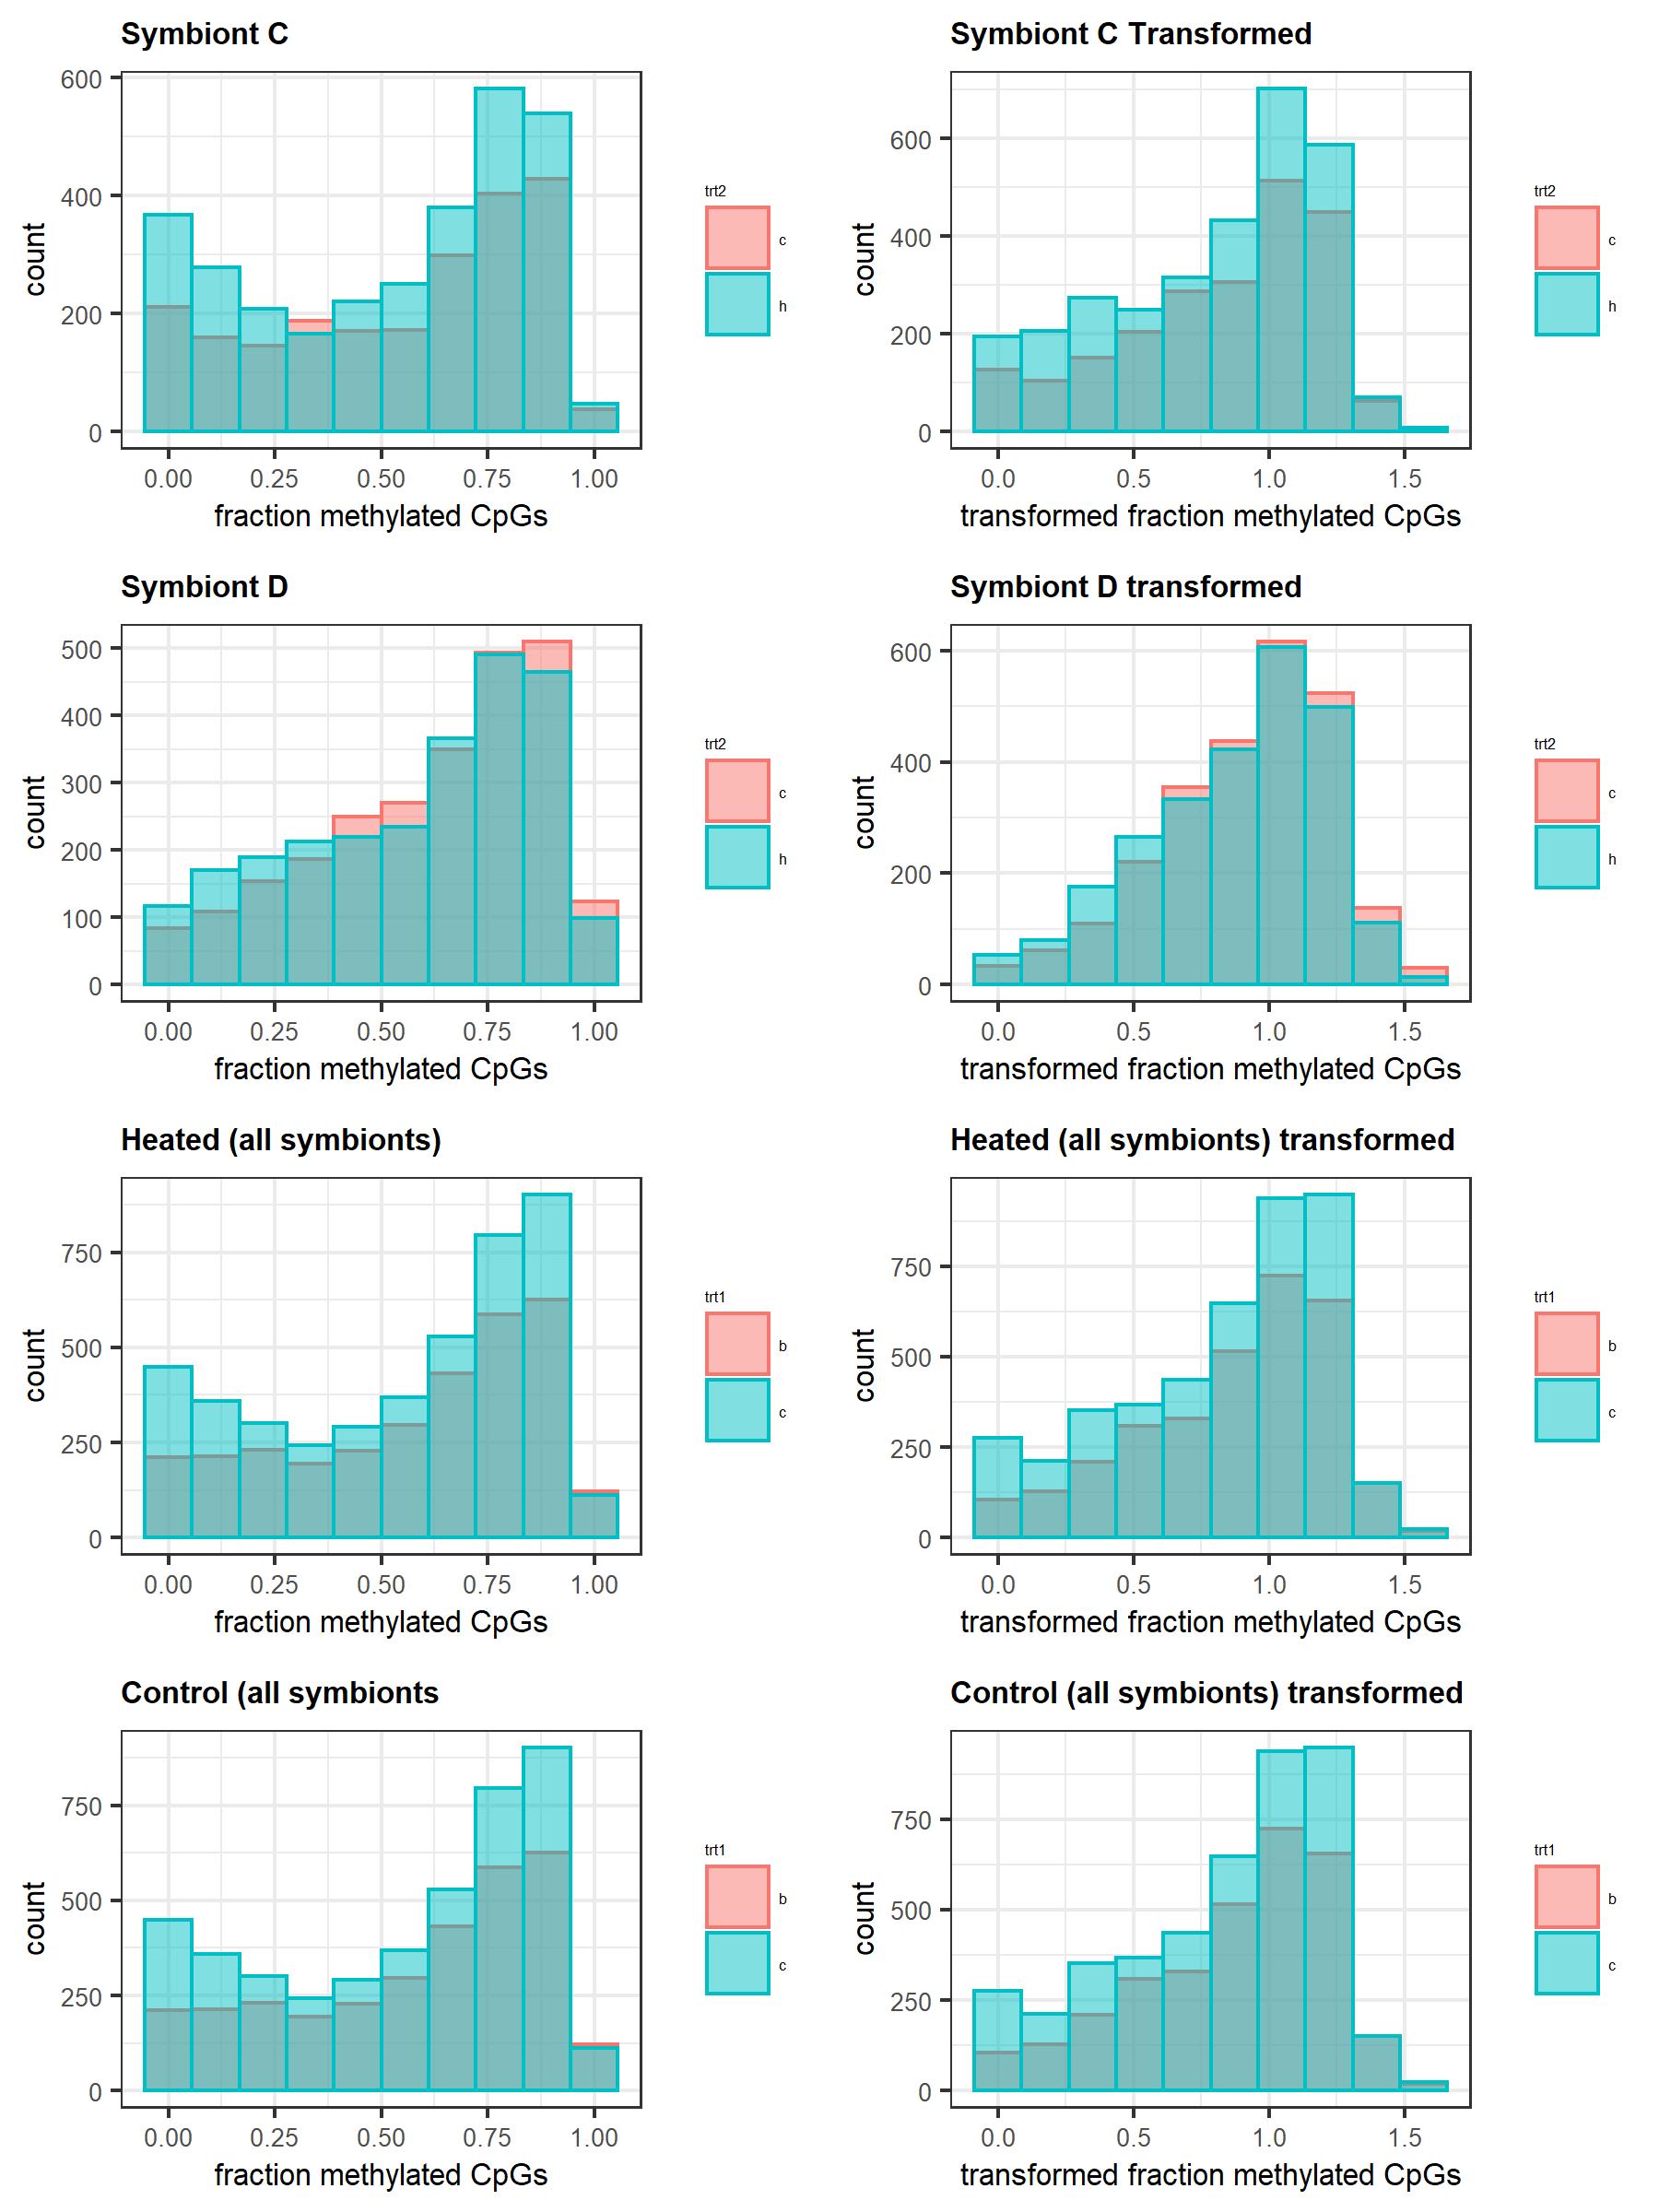 Symbiont C
600
400
200
0
count
0.00 0.25 0.50 0.75 1.00
fraction methylated CpGs
trt2
c
h
Symbiont C Transformed
600
400
200
0
count
0.0 0.5 1.0 1.5
transformed fraction methylated CpGs
trt2
c
h
Symbiont D
500
400
300
200
100
0
count
0.00 0.25 0.50 0.75 1.00
fraction methylated CpGs
trt2
c
h
Symbiont D transformed
600
400
200
0
count
0.0 0.5 1.0 1.5
transformed fraction methylated CpGs
trt2
c
h
Heated (all symbionts)
750
500
250
0
count
0.00 0.25 0.50 0.75 1.00
fraction methylated CpGs
trt1
b
c
Heated (all symbionts) transformed
750
500
250
0
count
0.0 0.5 1.0 1.5
transformed fraction methylated CpGs
trt1
b
c
Control (all symbionts
750
500
250
0
count
0.00 0.25 0.50 0.75 1.00
fraction methylated CpGs
trt1
b
c
Control (all symbionts) transformed
750
500
250
0
count
0.0 0.5 1.0 1.5
transformed fraction methylated CpGs
trt1
b
c